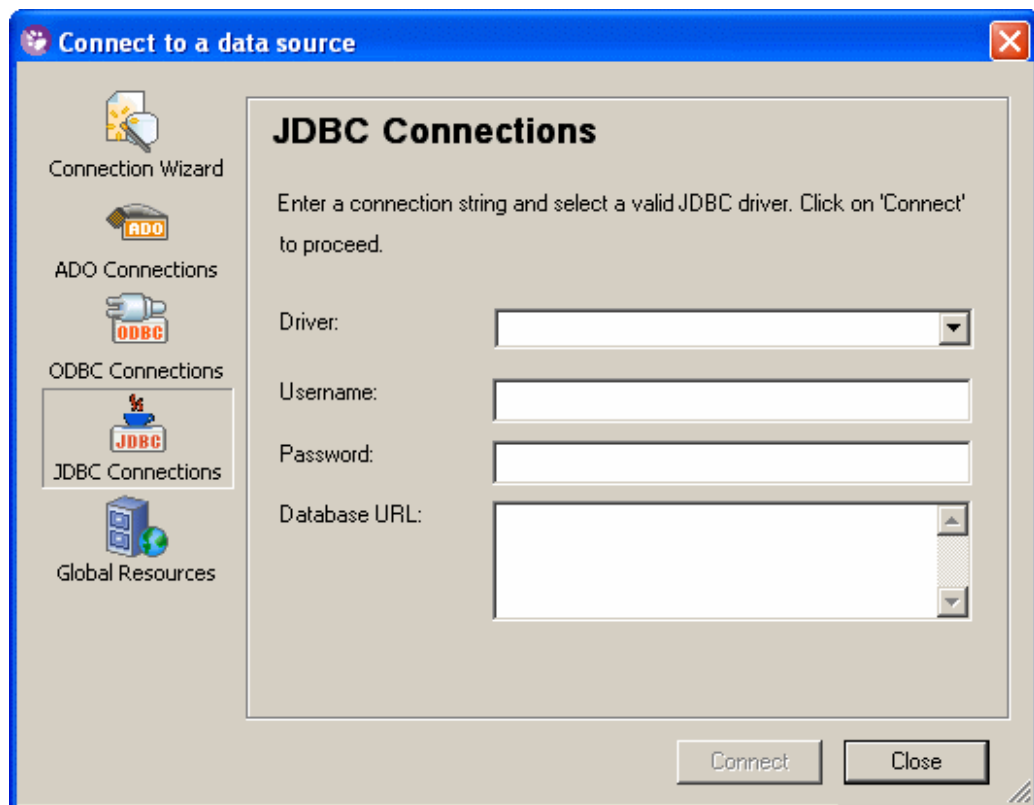 Connect to a data source
Connection Wizard
ADO
ADO Connections
ODBC
ODBC Connections
JDBC
JDBC Connections
Global Resources
JDBC Connections
Enter a connection string and select a valid JDBC driver. Click on 'Connect'
to proceed.
Driver:
Username:
Password:
Database URL:
Connect
Close